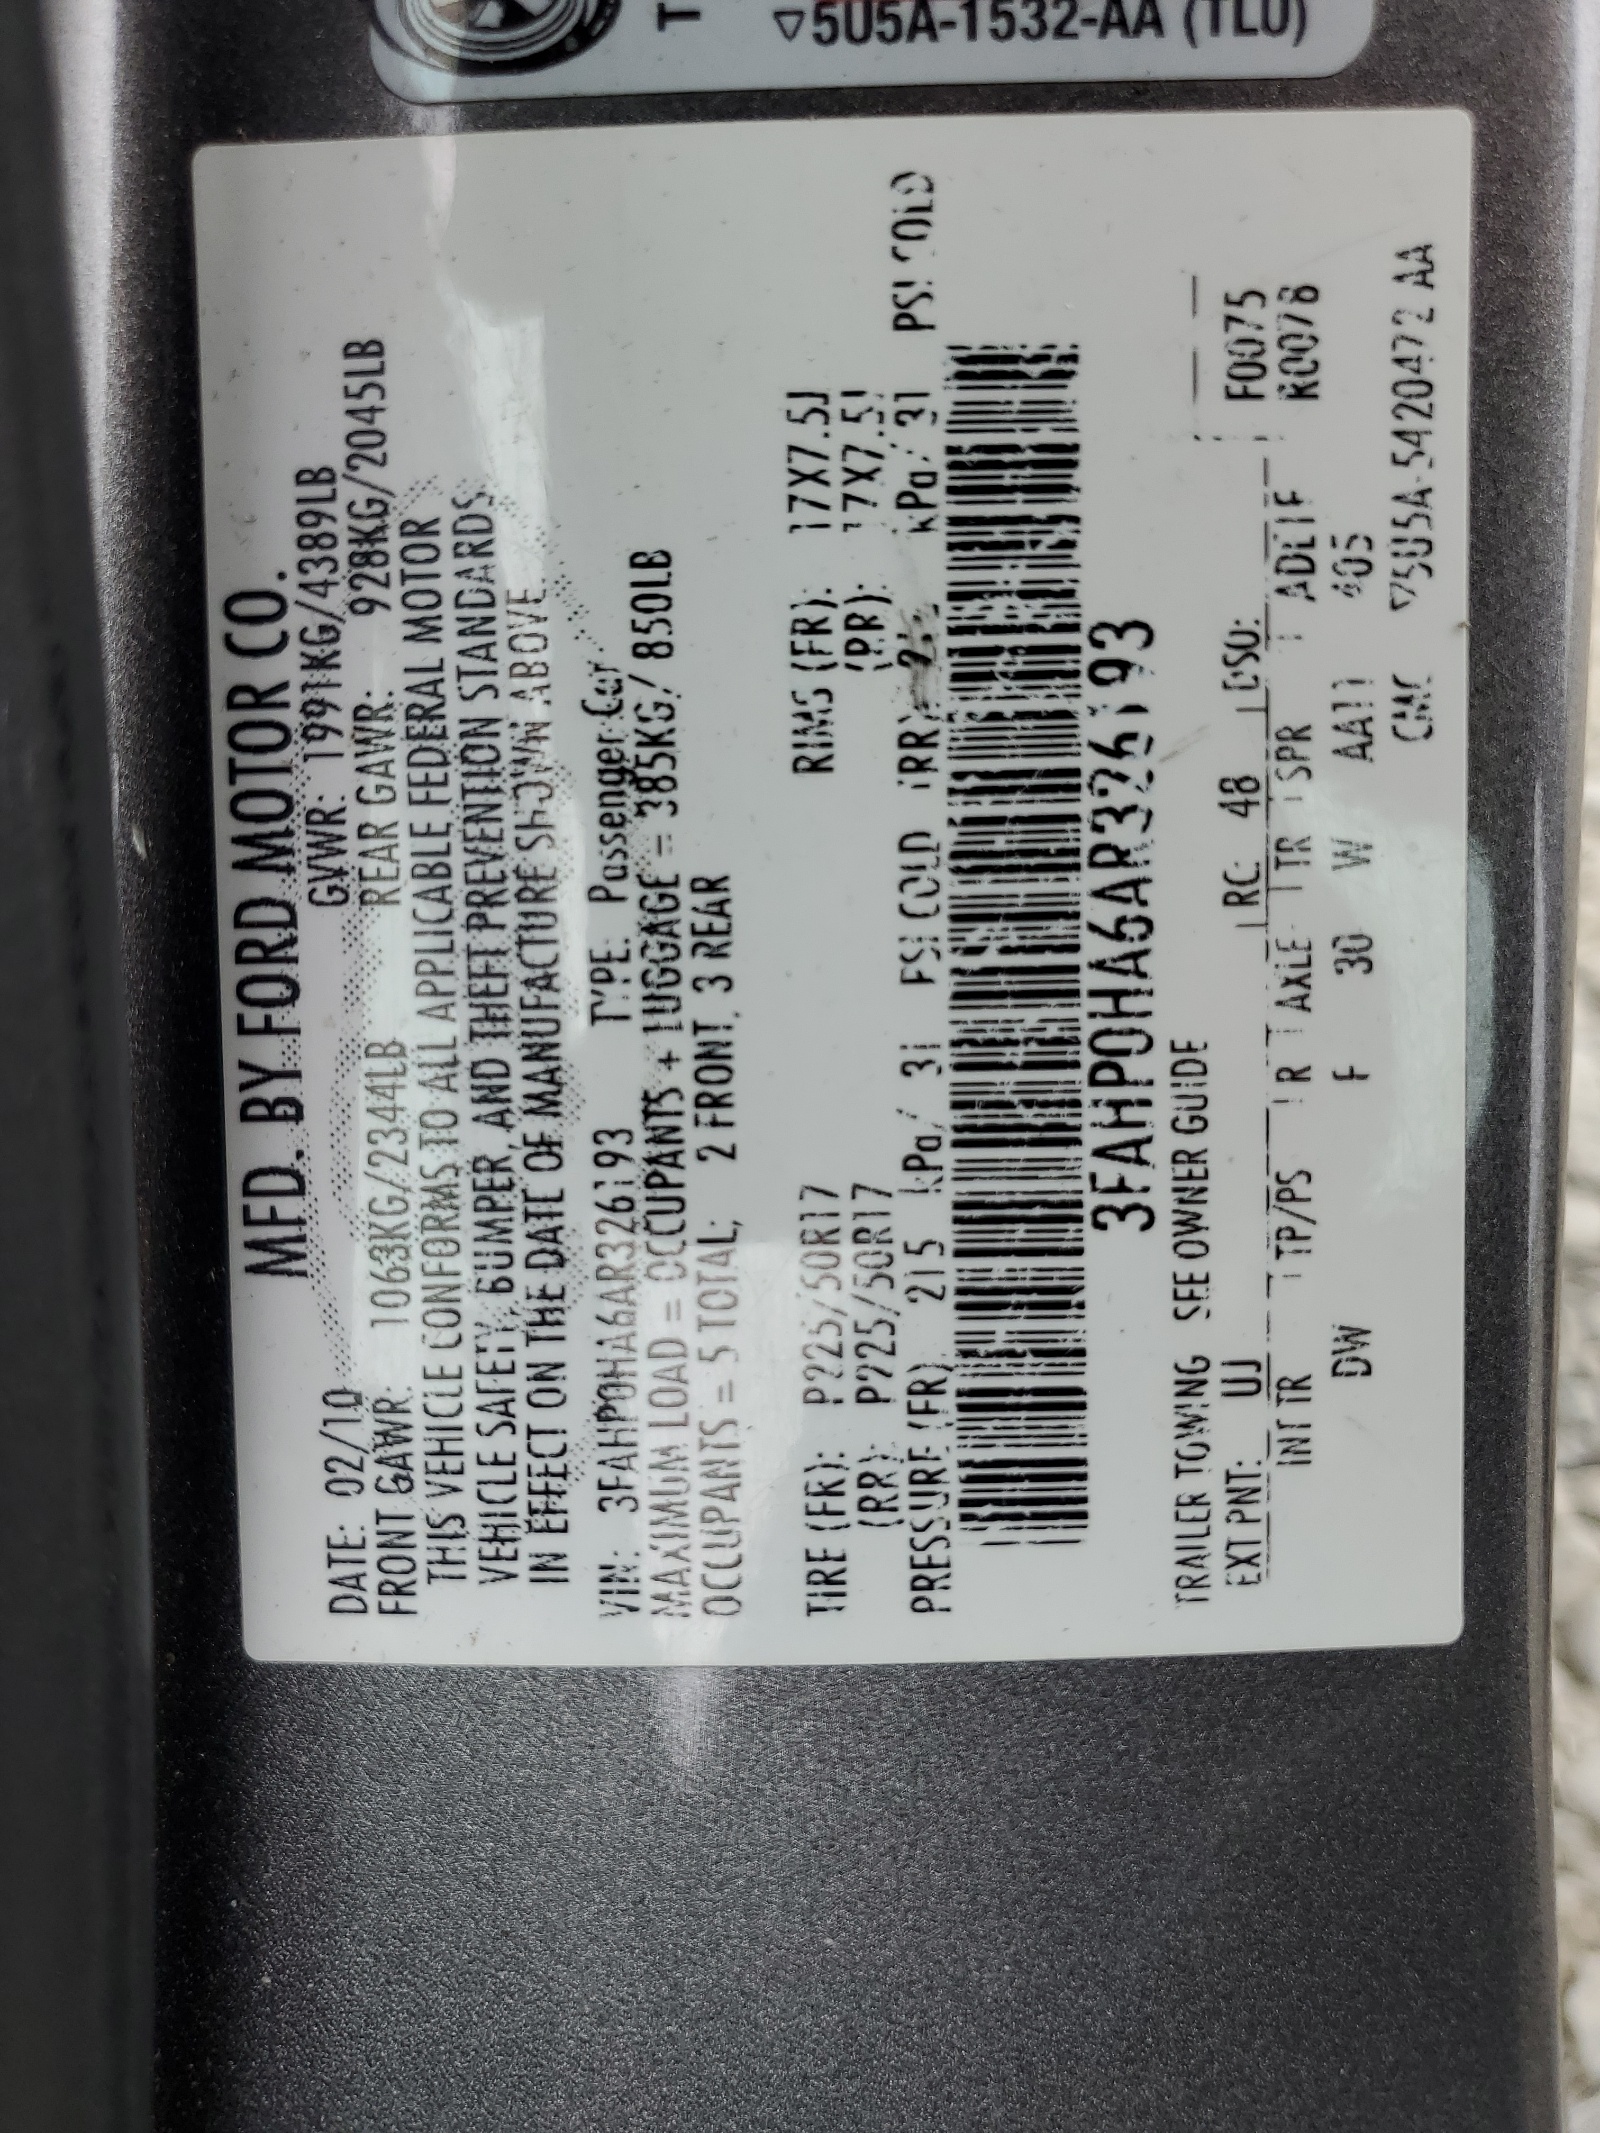 T
▽5U5A-1532-AA (TLU)
MFD. BY FORD MOTOR CO.
DATE: 02/10 GVWR: 1991KG/4389LB
FRONT GAWR: 1063KG/2344LB REAR GAWR: 928KG/2045LB
THIS VEHICLE CONFORMS TO ALL APPLICABLE FEDERAL MOTOR
VEHICLE SAFETY, BUMPER, AND THEFT PREVENTION STANDARDS
IN EFFECT ON THE DATE OF MANUFACTURE SHOWN ABOVE.
VIN: 3FAHP0HA6AR326193 TYPE: Passenger Car
MAXIMUM LOAD = OCCUPANTS + LUGGAGE = 385KG/ 850LB
OCCUPANTS = 5 TOTAL; 2 FRONT, 3 REAR
TIRE (FR): P225/50R17 RIMS (FR): 17X7.5J
(RR): P225/50R17 (RR): 17X7.5J
PRESSURE (FR) 215 kPa/ 31 PSI COLD (RR) kPa/ 31 PSI COLD
3FAHP0HA6AR326193
TRAILER TOWING SEE OWNER GUIDE
EXT PNT: UJ RC: 48 DSO: F0075
INT TR TP/PS R AXLE TR SPR R0078
DW F 30 W AA11
▽5U5A-5420472 AA